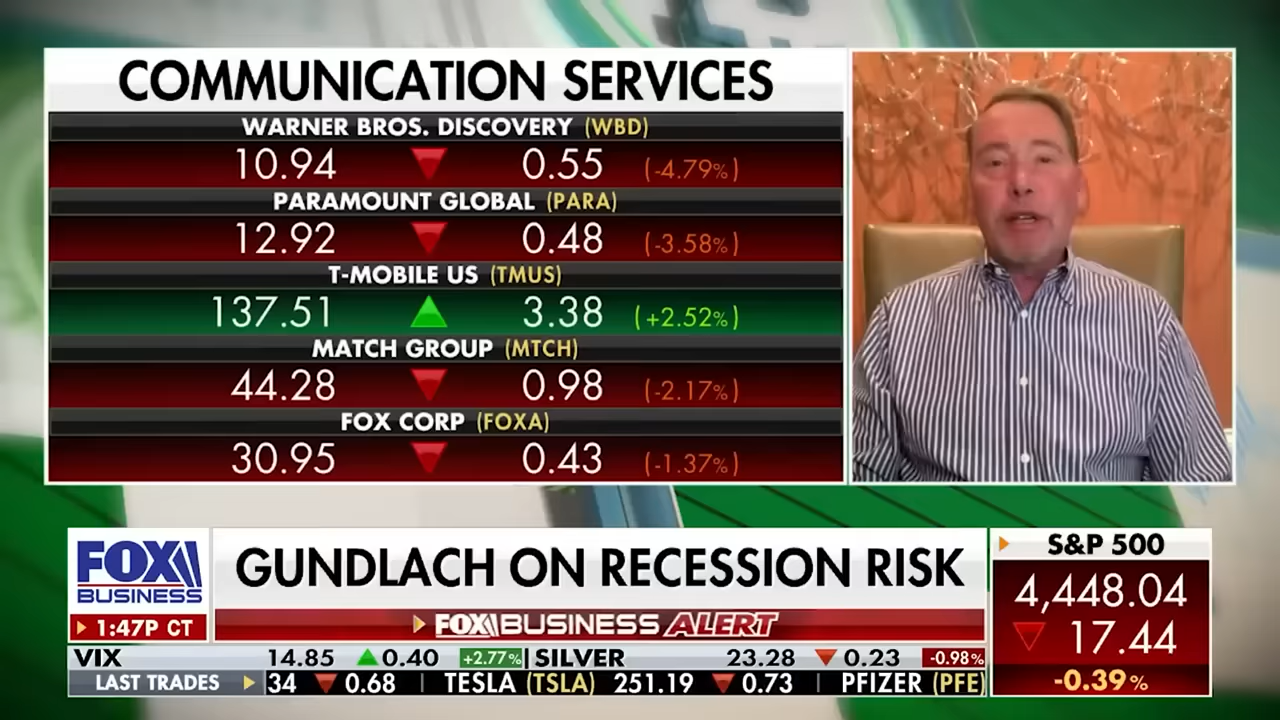 COMMUNICATION SERVICES
WARNER BROS. DISCOVERY (WBD)
10.94 ▼ 0.55 (-4.79%)
PARAMOUNT GLOBAL (PARA)
12.92 ▼ 0.48 (-3.58%)
T-MOBILE US (TMUS)
137.51 ▲ 3.38 (+2.52%)
MATCH GROUP (MTCH)
44.28 ▼ 0.98 (-2.17%)
FOX CORP (FOXA)
30.95 ▼ 0.43 (-1.37%)
FOX BUSINESS
1:47P CT
GUNDLACH ON RECESSION RISK
FOX BUSINESS ALERT
S&P 500
4,448.04
▼ 17.44
-0.39%
VIX 14.85 ▲ 0.40 +2.77% SILVER 23.28 ▼ 0.23 -0.98%
LAST TRADES 34 ▼ 0.68 | TESLA (TSLA) 251.19 ▼ 0.73 | PFIZER (PFE)